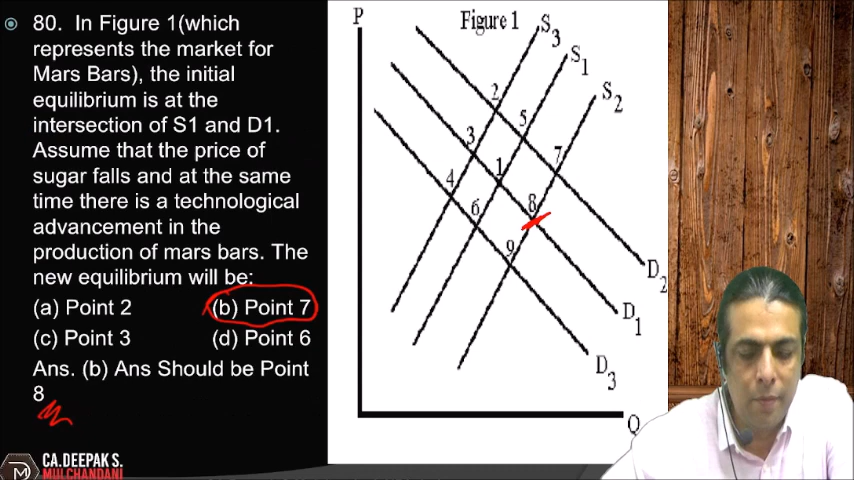 80. In Figure 1(which
represents the market for
Mars Bars), the initial
equilibrium is at the
intersection of S1 and D1.
Assume that the price of
sugar falls and at the same
time there is a technological
advancement in the
production of mars bars. The
new equilibrium will be:
(a) Point 2 (b) Point 7
(c) Point 3 (d) Point 6
Ans. (b) Ans Should be Point
8
CA.DEEPAK S.
MULCHANDANI
DM
P
Figure 1
S3
S1
S2
2
5
3
7
1
4
8
6
9
D2
D1
D3
Q